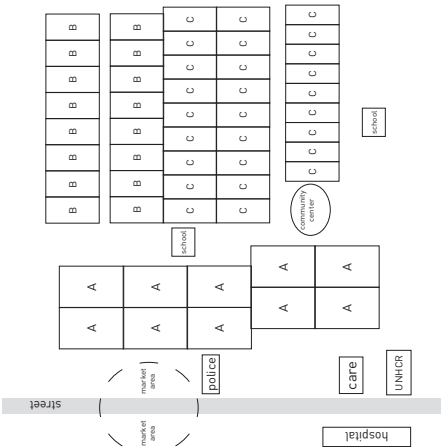 B B C C C
B B C C C
B B C C C
B B C C C
B B C C C
B B C C C
B B C C C
B B C C C
C C C
school
community
center
school
A A A A A
A A A A A
market
area
police
care
UNHCR
street
market
area
hospital